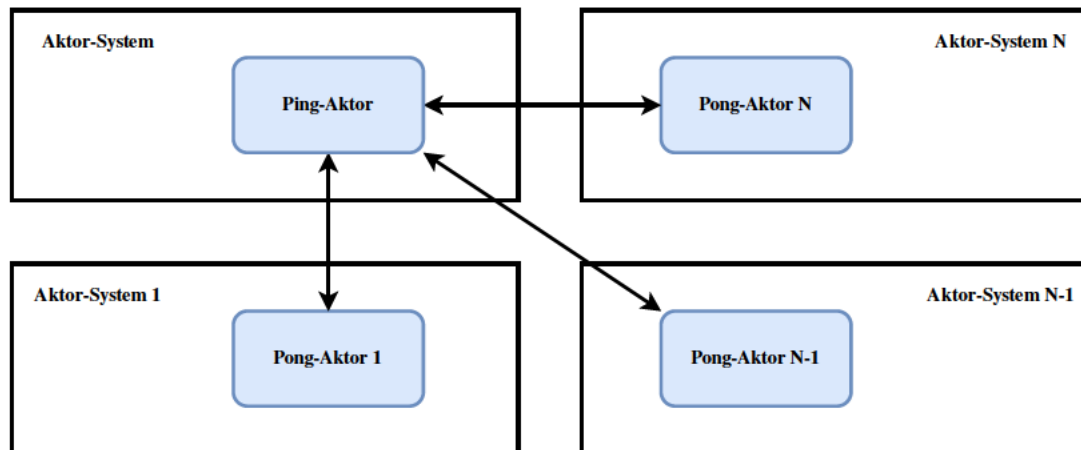 Aktor-System
Ping-Aktor
Aktor-System N
Pong-Aktor N
Aktor-System 1
Pong-Aktor 1
Aktor-System N-1
Pong-Aktor N-1